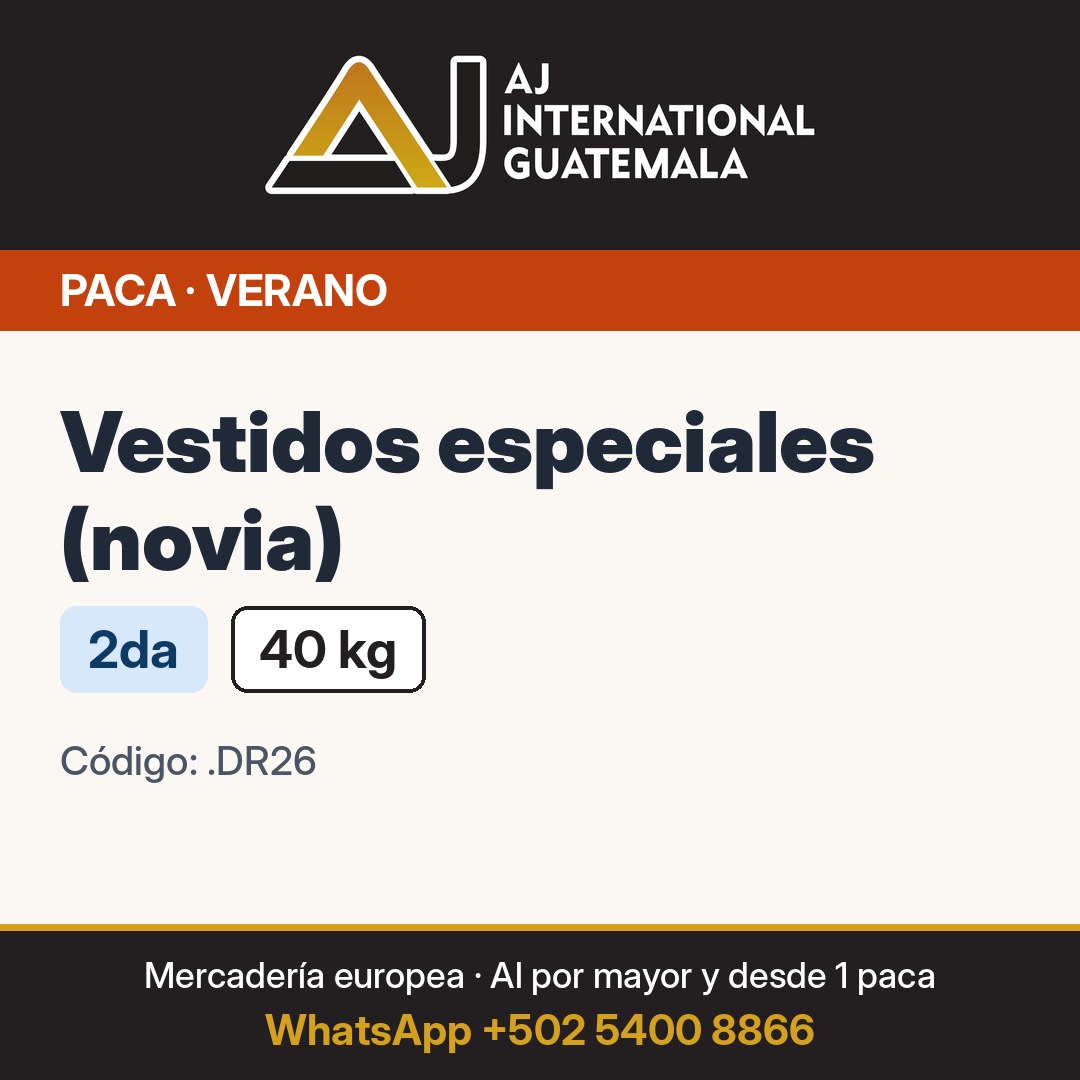 AJ
AJ
INTERNATIONAL
GUATEMALA
PACA · VERANO
Vestidos especiales
(novia)
2da
40 kg
Código: .DR26
Mercadería europea · Al por mayor y desde 1 paca
WhatsApp +502 5400 8866